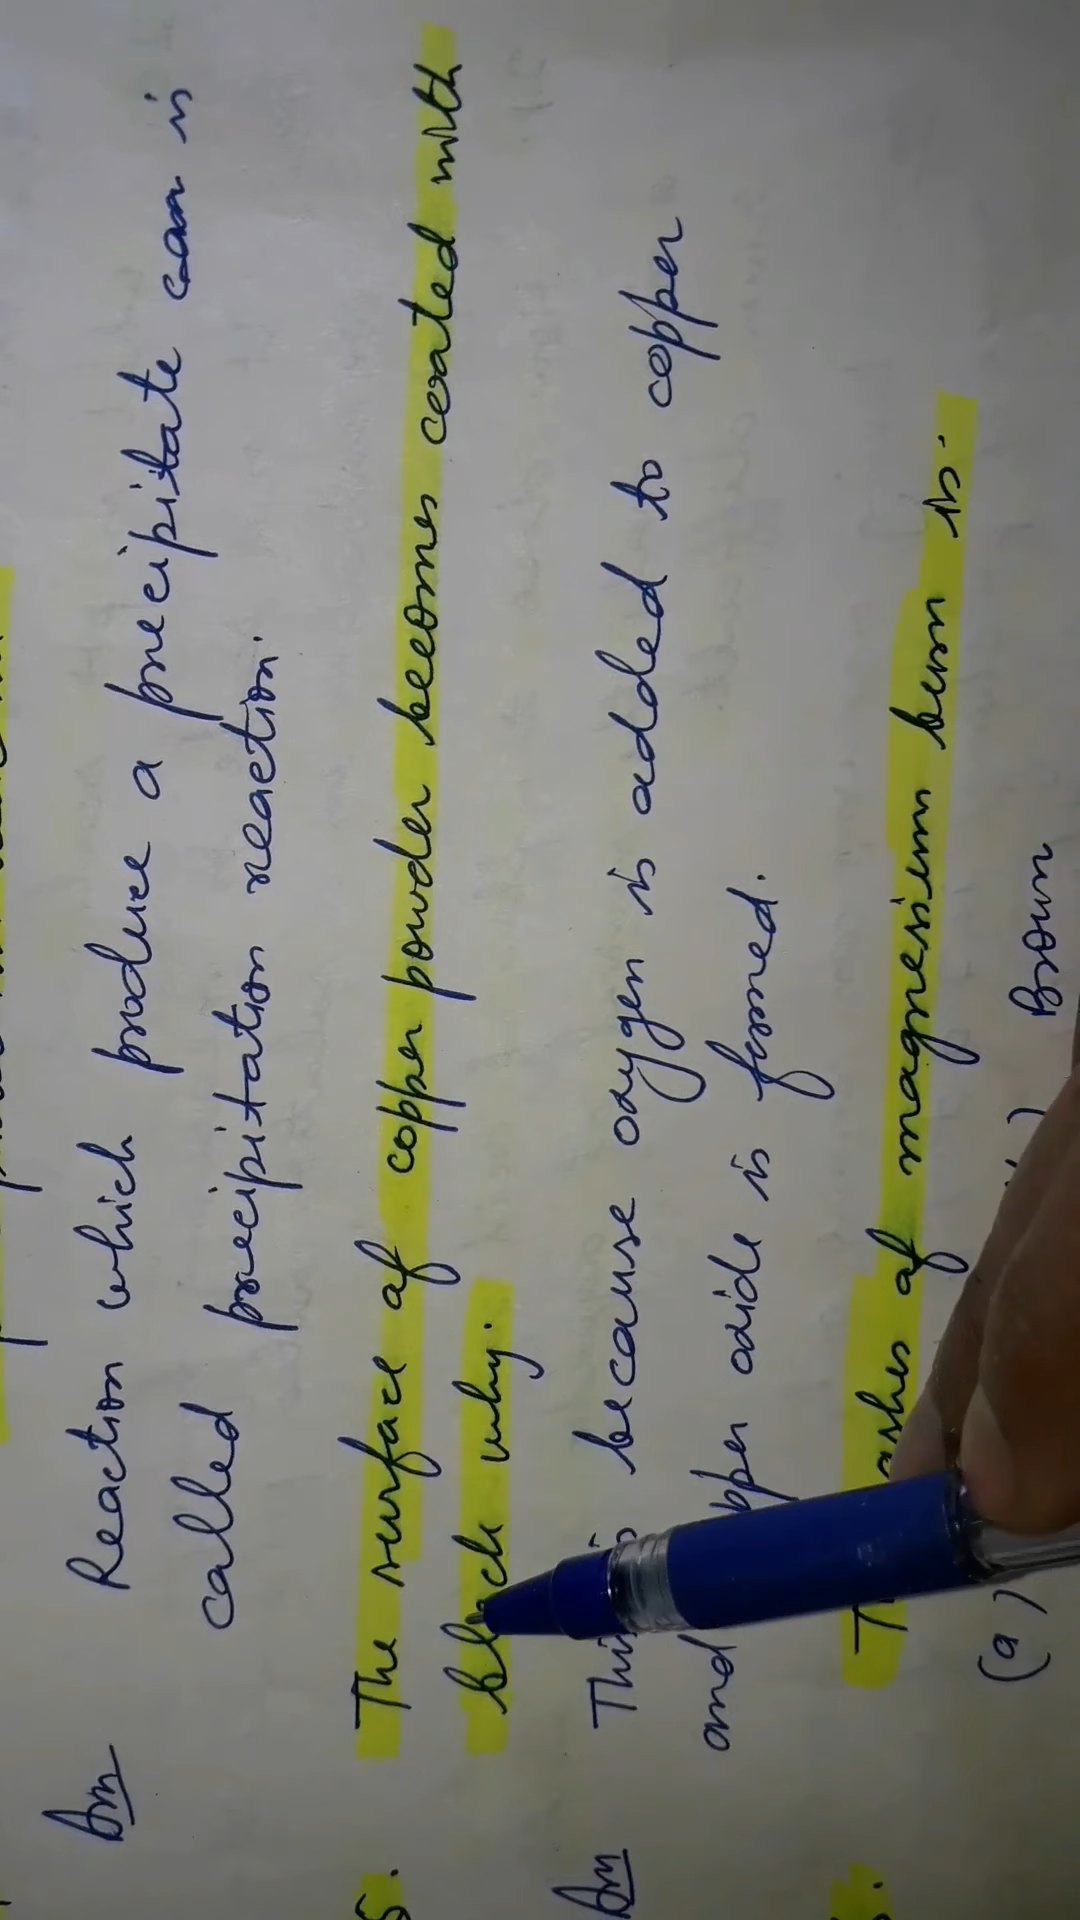 Ans Reaction which produce a precipitate can is
called precipitation reaction.
5. The surface of copper powder becomes coated with
black why.
Ans This is because oxygen is added to copper
and copper oxide is formed.
ashes of magnesium burn is.
(a) Brown